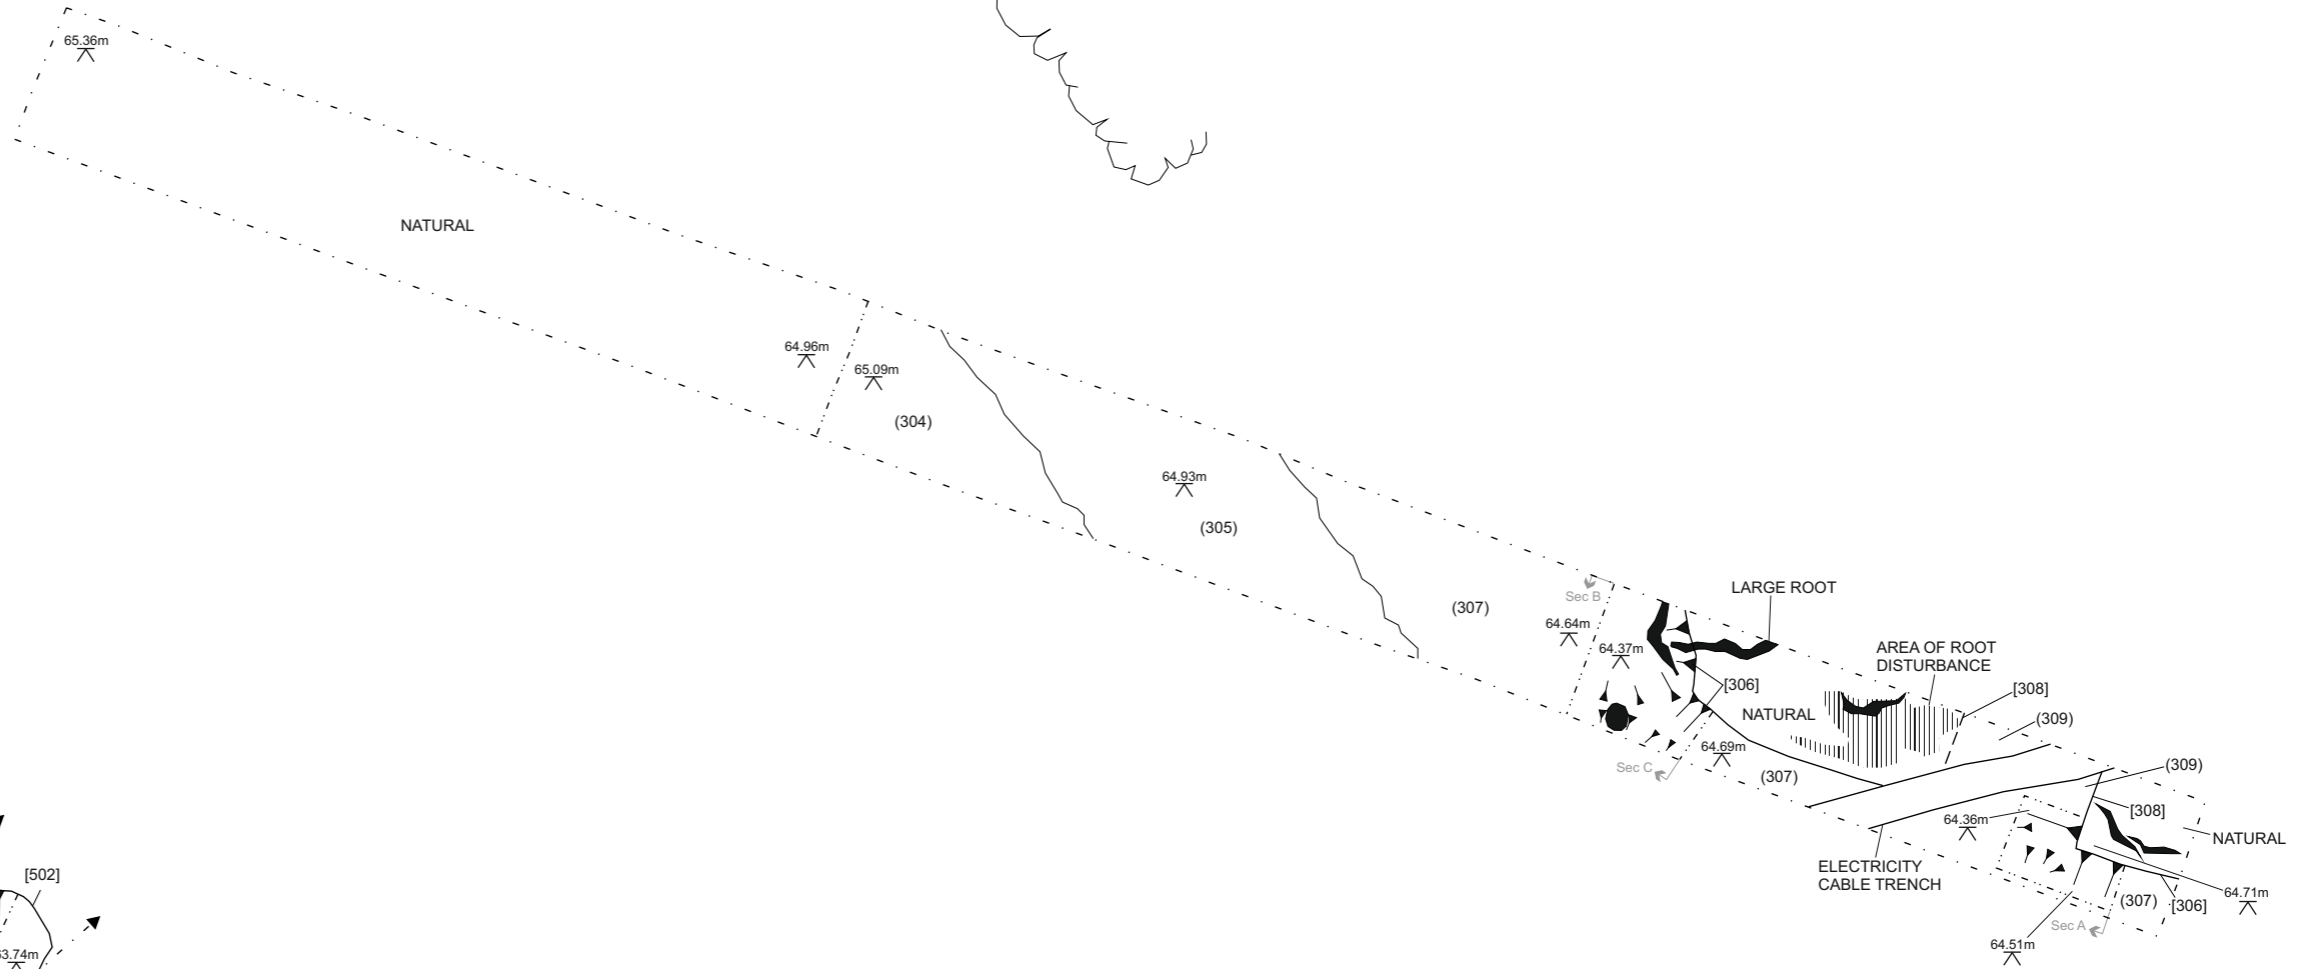 65.36m
NATURAL
64.96m
65.09m
(304)
64.93m
(305)
(307)
Sec B
64.64m
64.37m
LARGE ROOT
[306]
NATURAL
AREA OF ROOT
DISTURBANCE
[308]
(309)
64.69m
(307)
Sec C
(309)
[308]
NATURAL
64.36m
ELECTRICITY
CABLE TRENCH
64.71m
(307)
[306]
Sec A
64.51m
[502]
3.74m